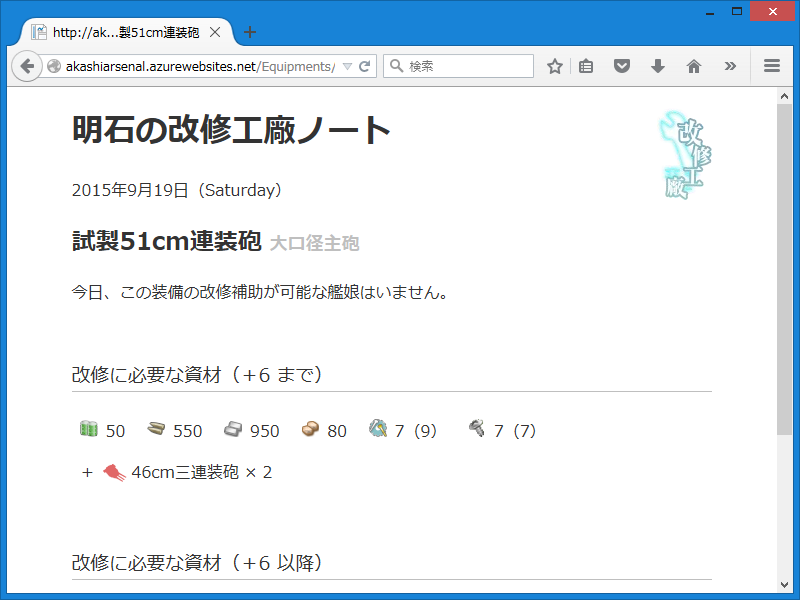 http://ak...製51cm連装砲
akashiarsenal.azurewebsites.net/Equipments/
検索
明石の改修工廠ノート
改修工廠
2015年9月19日（Saturday）
試製51cm連装砲 大口径主砲
今日、この装備の改修補助が可能な艦娘はいません。
改修に必要な資材（+6 まで）
50 550 950 80 7（9） 7（7）
+ 46cm三連装砲 × 2
改修に必要な資材（+6 以降）